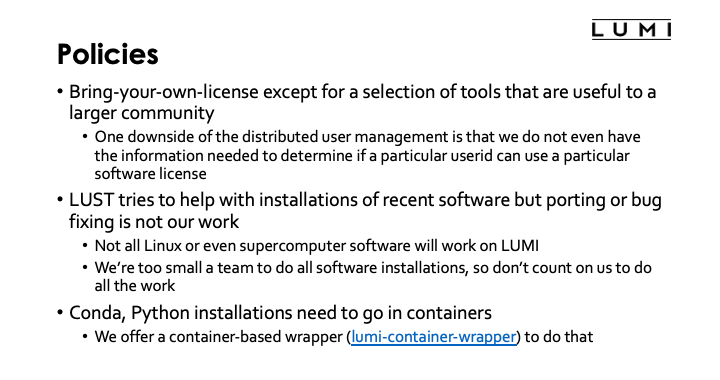 LUMI
Policies
• Bring-your-own-license except for a selection of tools that are useful to a
larger community
• One downside of the distributed user management is that we do not even have
the information needed to determine if a particular userid can use a particular
software license
• LUST tries to help with installations of recent software but porting or bug
fixing is not our work
• Not all Linux or even supercomputer software will work on LUMI
• We're too small a team to do all software installations, so don't count on us to do
all the work
• Conda, Python installations need to go in containers
• We offer a container-based wrapper (lumi-container-wrapper) to do that